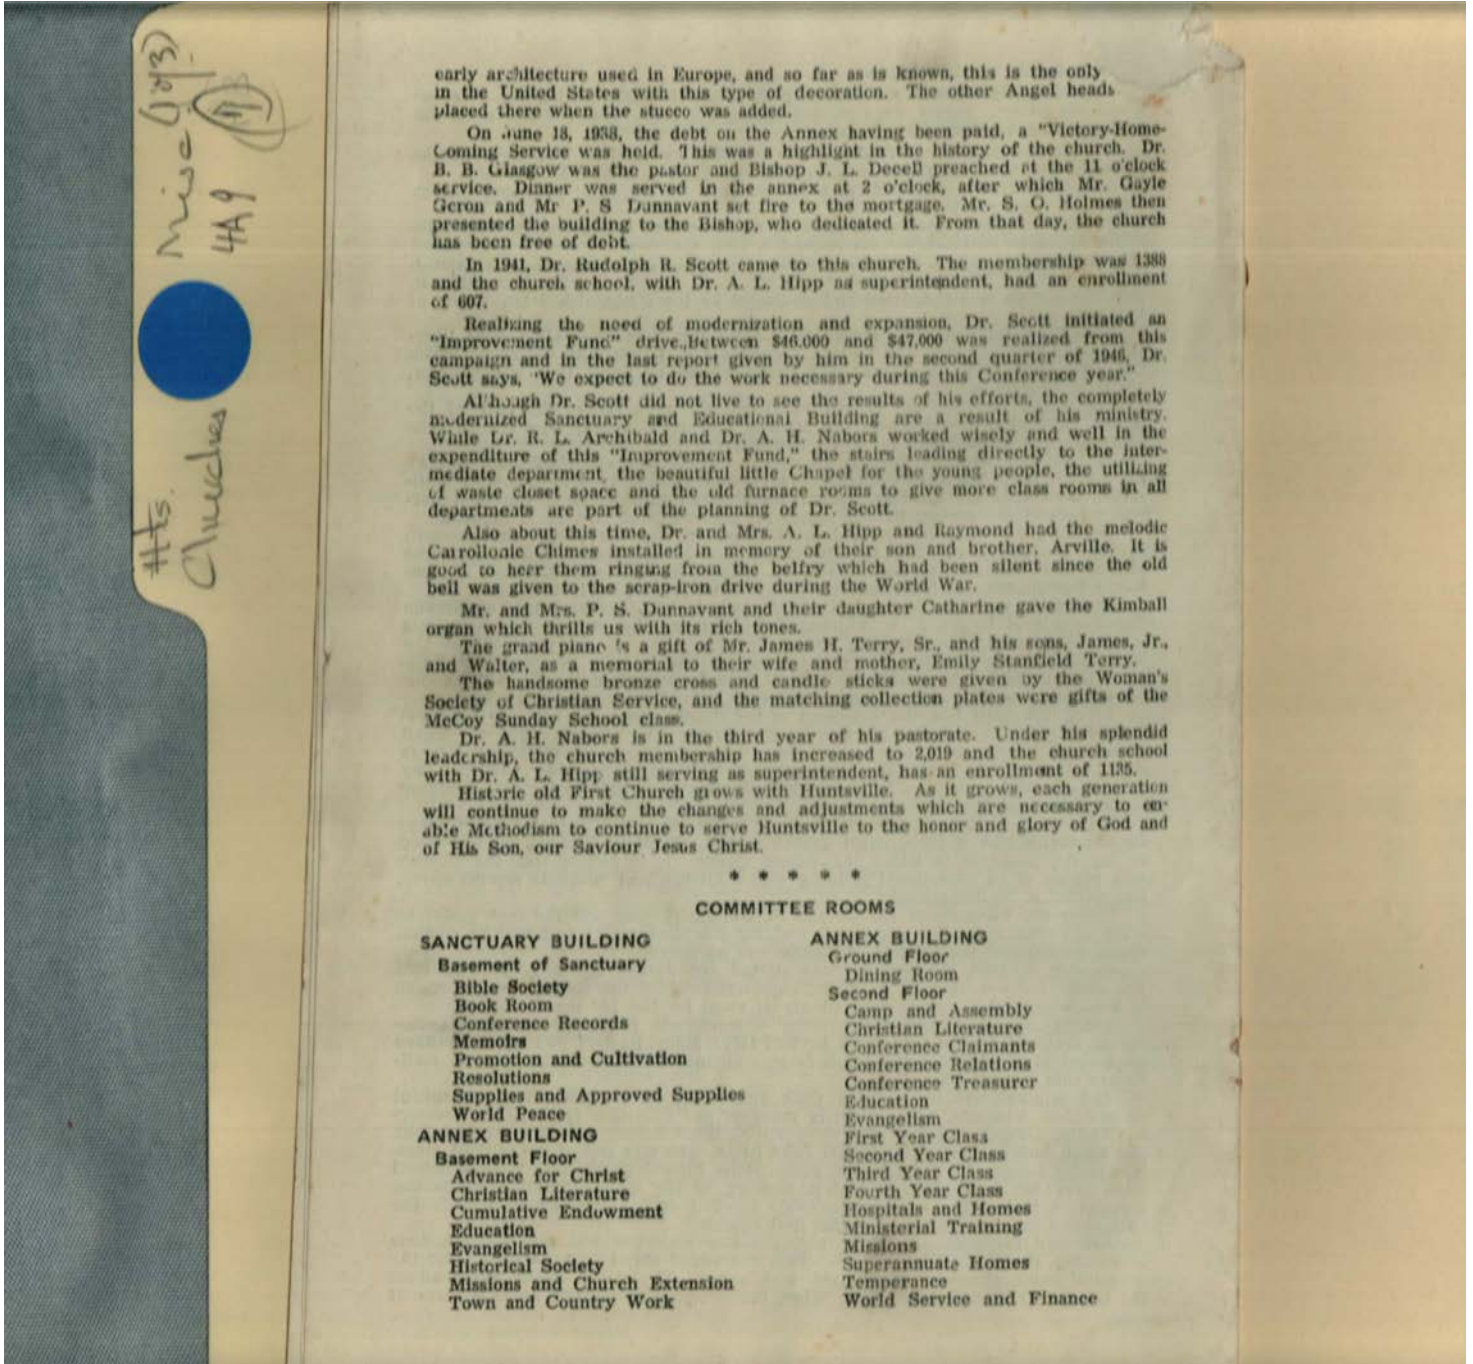 early architecture used in Europe, and so far as is known, this is the only
in the United States with this type of decoration. The other Angel heads
placed there when the stucco was added.
On June 18, 1938, the debt on the Annex having been paid, a "Victory-Home-
Coming Service was held. This was a highlight in the history of the church. Dr.
B. B. Glasgow was the pastor and Bishop J. L. Decell preached at the 11 o'clock
service. Dinner was served in the annex at 2 o'clock, after which Mr. Gayle
Geron and Mr P. S Dunnavant set fire to the mortgage. Mr. S. O. Holmes then
presented the building to the Bishop, who dedicated it. From that day, the church
has been free of debt.
In 1941, Dr. Rudolph R. Scott came to this church. The membership was 1388
and the church school, with Dr. A. L. Hipp as superintendent, had an enrollment
of 607.
Realizing the need of modernization and expansion, Dr. Scott initiated an
"Improvement Fund" drive. Between $46,000 and $47,000 was realized from this
campaign and in the last report given by him in the second quarter of 1946, Dr.
Scott says, "We expect to do the work necessary during this Conference year."
Although Dr. Scott did not live to see the results of his efforts, the completely
modernized Sanctuary and Educational Building are a result of his ministry.
While Dr. R. L. Archibald and Dr. A. H. Nabors worked wisely and well in the
expenditure of this "Improvement Fund," the stairs leading directly to the inter-
mediate department, the beautiful little Chapel for the young people, the utilizing
of waste closet space and the old furnace rooms to give more class rooms in all
departments are part of the planning of Dr. Scott.
Also about this time, Dr. and Mrs. A. L. Hipp and Raymond had the melodic
Carrollonic Chimes installed in memory of their son and brother, Arville. It is
good to hear them ringing from the belfry which had been silent since the old
bell was given to the scrap-iron drive during the World War.
Mr. and Mrs. P. S. Dunnavant and their daughter Catharine gave the Kimball
organ which thrills us with its rich tones.
The grand piano is a gift of Mr. James H. Terry, Sr., and his sons, James, Jr.,
and Walter, as a memorial to their wife and mother, Emily Stanfield Terry.
The handsome bronze cross and candle sticks were given by the Woman's
Society of Christian Service, and the matching collection plates were gifts of the
McCoy Sunday School class.
Dr. A. H. Nabors is in the third year of his pastorate. Under his splendid
leadership, the church membership has increased to 2,019 and the church school
with Dr. A. L. Hipp still serving as superintendent, has an enrollment of 1135.
Historic old First Church grows with Huntsville. As it grows, each generation
will continue to make the changes and adjustments which are necessary to en-
able Methodism to continue to serve Huntsville to the honor and glory of God and
of His Son, our Saviour Jesus Christ.
* * * * *
COMMITTEE ROOMS
SANCTUARY BUILDING
Basement of Sanctuary
Bible Society
Book Room
Conference Records
Memoirs
Promotion and Cultivation
Resolutions
Supplies and Approved Supplies
World Peace
ANNEX BUILDING
Basement Floor
Advance for Christ
Christian Literature
Cumulative Endowment
Education
Evangelism
Historical Society
Missions and Church Extension
Town and Country Work
ANNEX BUILDING
Ground Floor
Dining Room
Second Floor
Camp and Assembly
Christian Literature
Conference Claimants
Conference Relations
Conference Treasurer
Education
Evangelism
First Year Class
Second Year Class
Third Year Class
Fourth Year Class
Hospitals and Homes
Ministerial Training
Missions
Superannuate Homes
Temperance
World Service and Finance
Hts.
Churches
Misc (1 of 3)
4A9